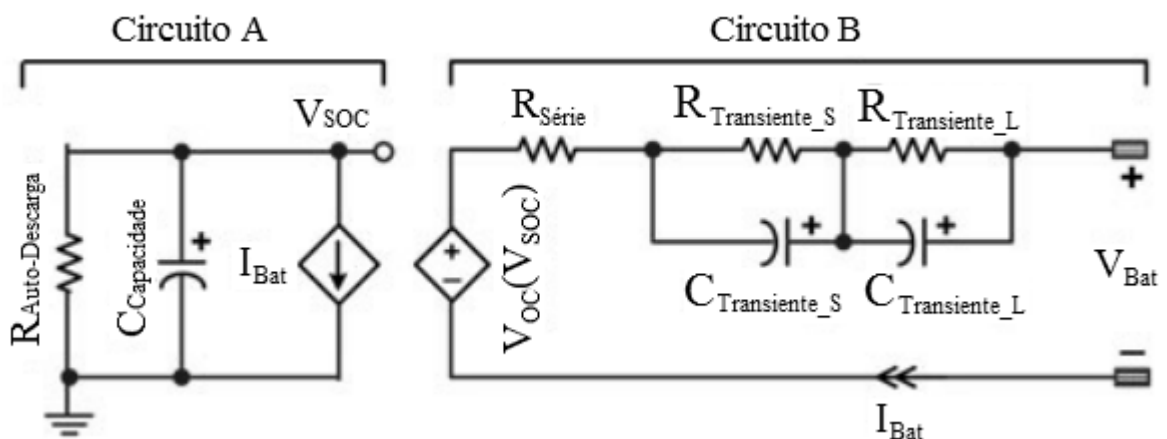 Circuito A
Circuito B
V_SOC
R_Auto-Descarga
C_Capacidade
+
I_Bat
R_Série
R_Transiente_S
R_Transiente_L
+
−
V_OC(V_SOC)
+
+
C_Transiente_S
C_Transiente_L
+
V_Bat
−
I_Bat